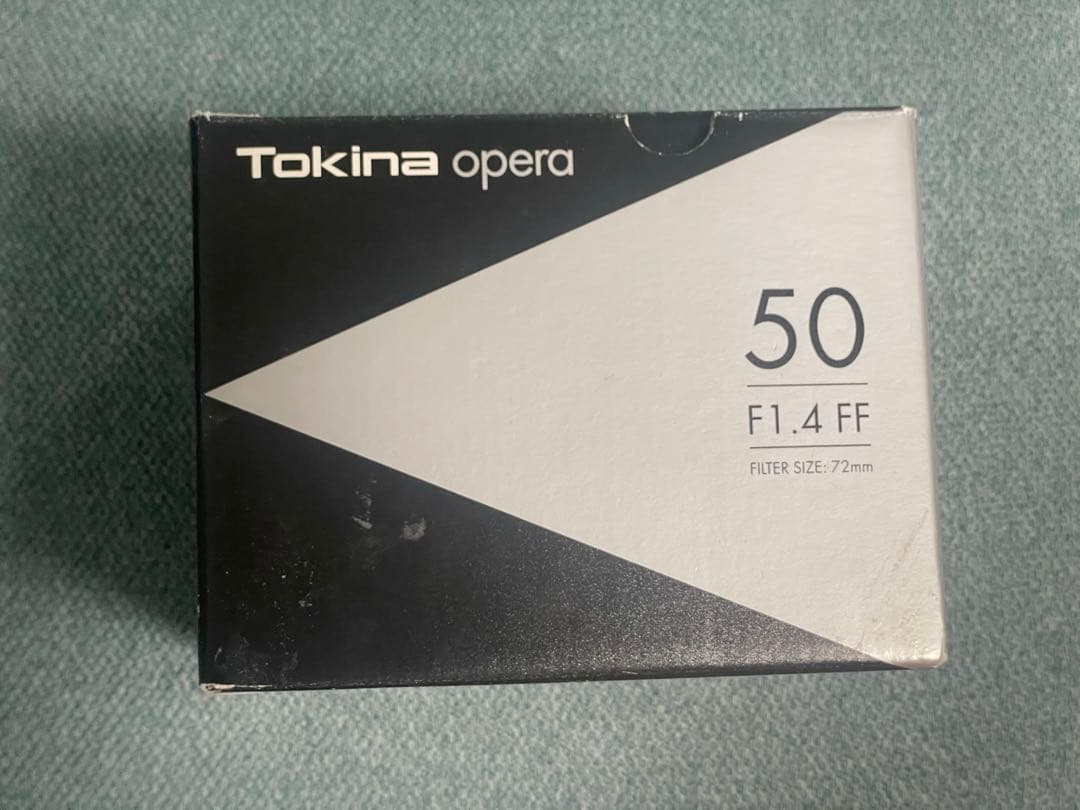 Tokina opera
50
F1.4 FF
FILTER SIZE: 72mm